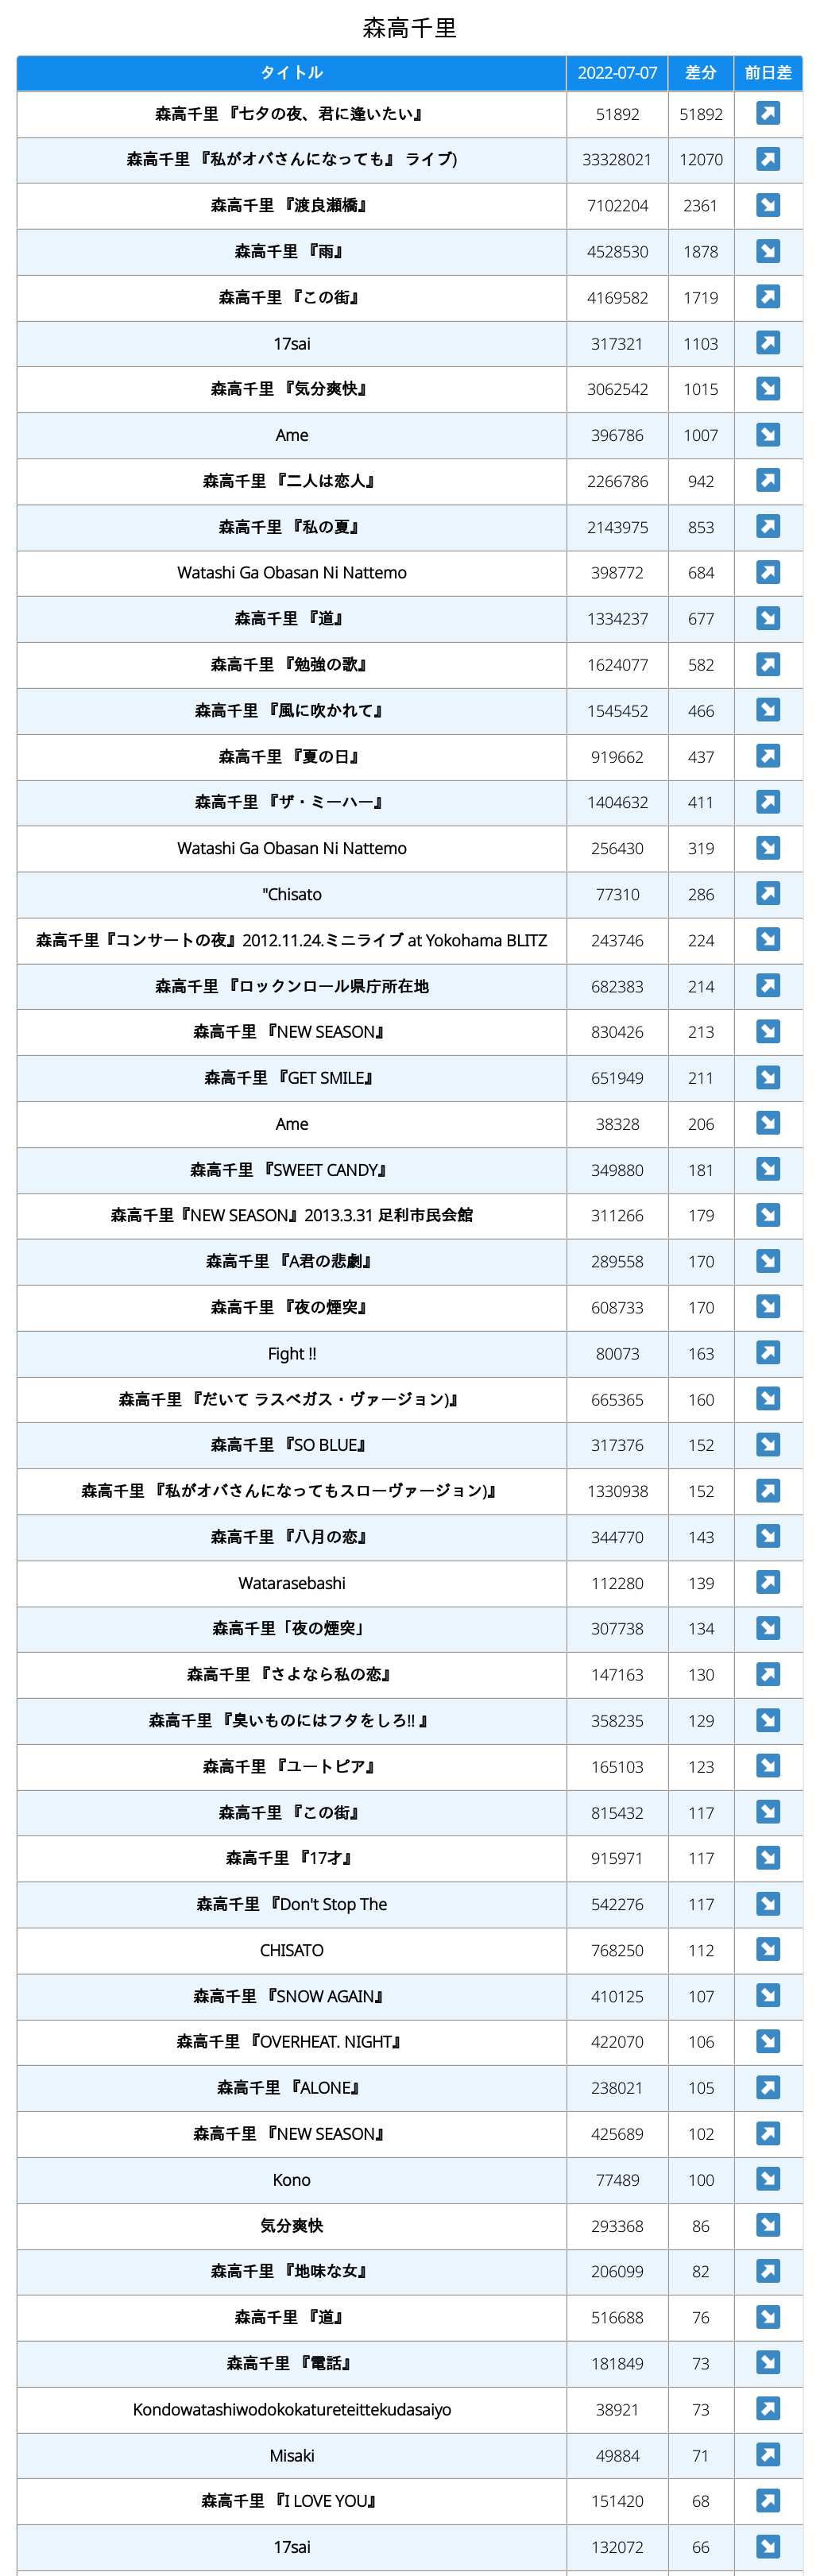 森高千里
タイトル 2022-07-07 差分 前日差
森高千里 『七夕の夜、君に逢いたい』 51892 51892
森高千里 『私がオバさんになっても』 ライブ) 33328021 12070
森高千里 『渡良瀬橋』 7102204 2361
森高千里 『雨』 4528530 1878
森高千里 『この街』 4169582 1719
17sai 317321 1103
森高千里 『気分爽快』 3062542 1015
Ame 396786 1007
森高千里 『二人は恋人』 2266786 942
森高千里 『私の夏』 2143975 853
Watashi Ga Obasan Ni Nattemo 398772 684
森高千里 『道』 1334237 677
森高千里 『勉強の歌』 1624077 582
森高千里 『風に吹かれて』 1545452 466
森高千里 『夏の日』 919662 437
森高千里 『ザ・ミーハー』 1404632 411
Watashi Ga Obasan Ni Nattemo 256430 319
"Chisato 77310 286
森高千里『コンサートの夜』2012.11.24.ミニライブ at Yokohama BLITZ 243746 224
森高千里 『ロックンロール県庁所在地 682383 214
森高千里 『NEW SEASON』 830426 213
森高千里 『GET SMILE』 651949 211
Ame 38328 206
森高千里 『SWEET CANDY』 349880 181
森高千里『NEW SEASON』2013.3.31 足利市民会館 311266 179
森高千里 『A君の悲劇』 289558 170
森高千里 『夜の煙突』 608733 170
Fight !! 80073 163
森高千里 『だいて ラスベガス・ヴァージョン)』 665365 160
森高千里 『SO BLUE』 317376 152
森高千里 『私がオバさんになってもスローヴァージョン)』 1330938 152
森高千里 『八月の恋』 344770 143
Watarasebashi 112280 139
森高千里「夜の煙突」 307738 134
森高千里 『さよなら私の恋』 147163 130
森高千里 『臭いものにはフタをしろ!! 』 358235 129
森高千里 『ユートピア』 165103 123
森高千里 『この街』 815432 117
森高千里 『17才』 915971 117
森高千里 『Don't Stop The 542276 117
CHISATO 768250 112
森高千里 『SNOW AGAIN』 410125 107
森高千里 『OVERHEAT. NIGHT』 422070 106
森高千里 『ALONE』 238021 105
森高千里 『NEW SEASON』 425689 102
Kono 77489 100
気分爽快 293368 86
森高千里 『地味な女』 206099 82
森高千里 『道』 516688 76
森高千里 『電話』 181849 73
Kondowatashiwodokokatureteittekudasaiyo 38921 73
Misaki 49884 71
森高千里 『I LOVE YOU』 151420 68
17sai 132072 66